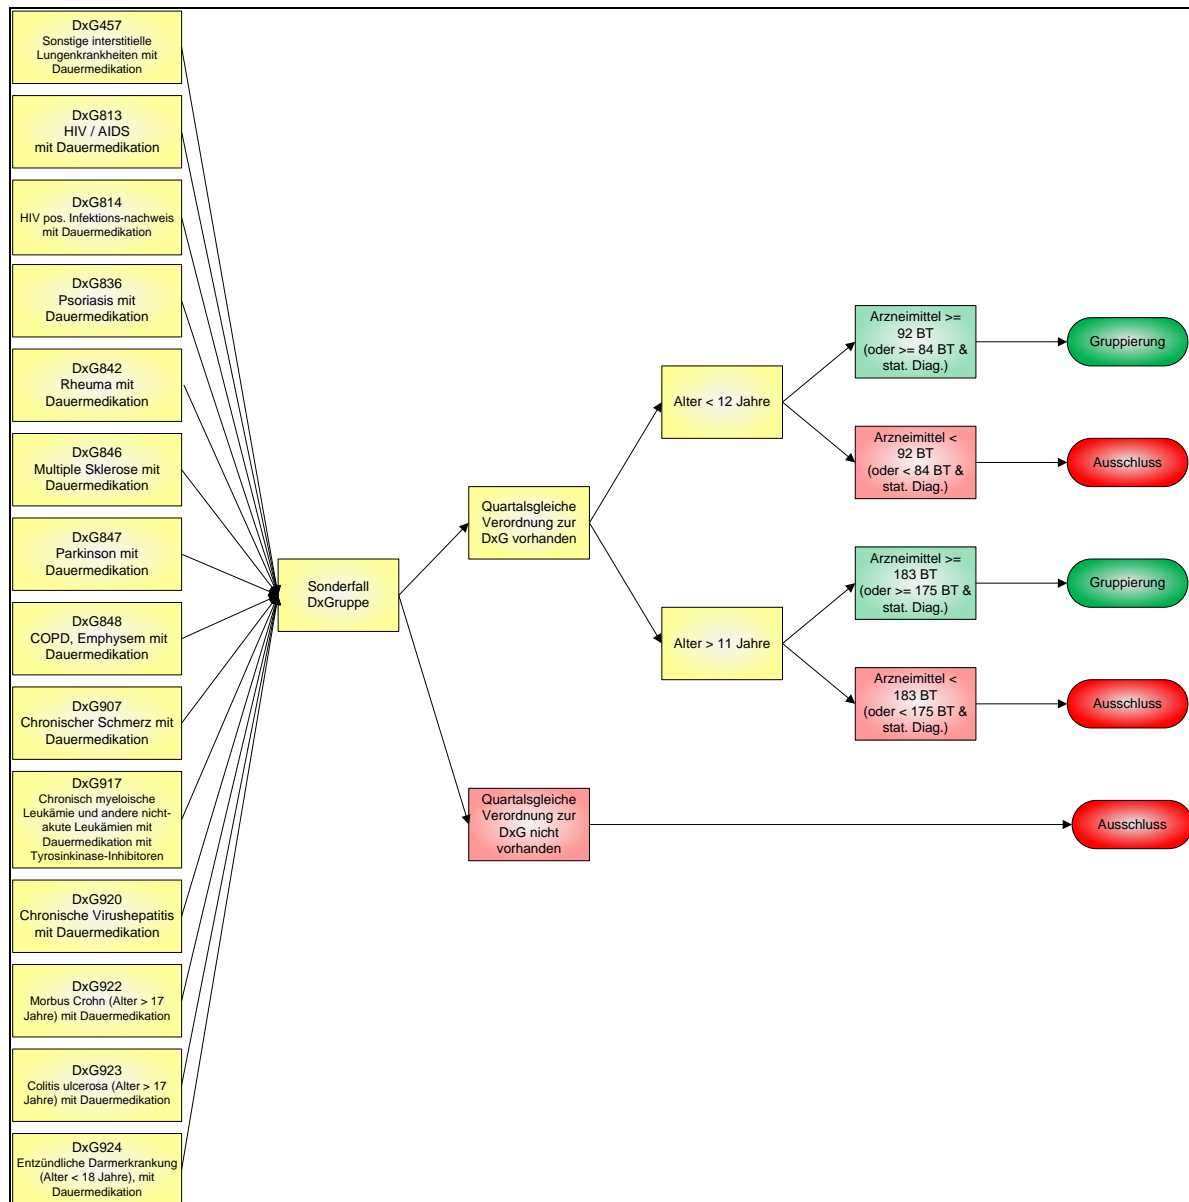 DxG457
Sonstige interstitielle
Lungenkrankheiten mit
Dauermedikation
DxG813
HIV / AIDS
mit Dauermedikation
DxG814
HIV pos. Infektions-nachweis
mit Dauermedikation
DxG836
Psoriasis mit
Dauermedikation
DxG842
Rheuma mit
Dauermedikation
DxG846
Multiple Sklerose mit
Dauermedikation
DxG847
Parkinson mit
Dauermedikation
DxG848
COPD, Emphysem mit
Dauermedikation
DxG907
Chronischer Schmerz mit
Dauermedikation
DxG917
Chronisch myeloische
Leukämie und andere nicht-
akute Leukämien mit
Dauermedikation mit
Tyrosinkinase-Inhibitoren
DxG920
Chronische Virushepatitis
mit Dauermedikation
DxG922
Morbus Crohn (Alter > 17
Jahre) mit Dauermedikation
DxG923
Colitis ulcerosa (Alter > 17
Jahre) mit Dauermedikation
DxG924
Entzündliche Darmerkrankung
(Alter < 18 Jahre), mit
Dauermedikation
Sonderfall
DxGruppe
Quartalsgleiche
Verordnung zur
DxG vorhanden
Quartalsgleiche
Verordnung zur
DxG nicht
vorhanden
Alter < 12 Jahre
Alter > 11 Jahre
Arzneimittel >=
92 BT
(oder >= 84 BT &
stat. Diag.)
Arzneimittel <
92 BT
(oder < 84 BT &
stat. Diag.)
Arzneimittel >=
183 BT
(oder >= 175 BT &
stat. Diag.)
Arzneimittel <
183 BT
(oder < 175 BT &
stat. Diag.)
Gruppierung
Ausschluss
Gruppierung
Ausschluss
Ausschluss